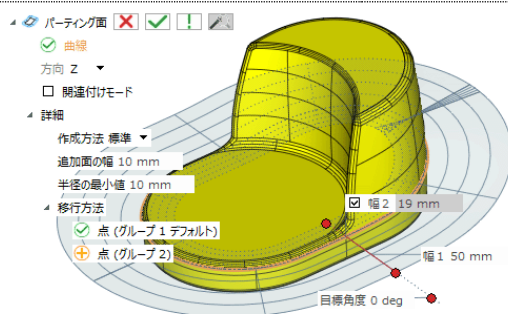 パーティング面
曲線
方向 Z
関連付けモード
詳細
作成方法 標準
追加面の幅 10 mm
半径の最小値 10 mm
移行方法
点 (グループ 1 デフォルト)
点 (グループ 2)
幅2 19 mm
幅1 50 mm
目標角度 0 deg